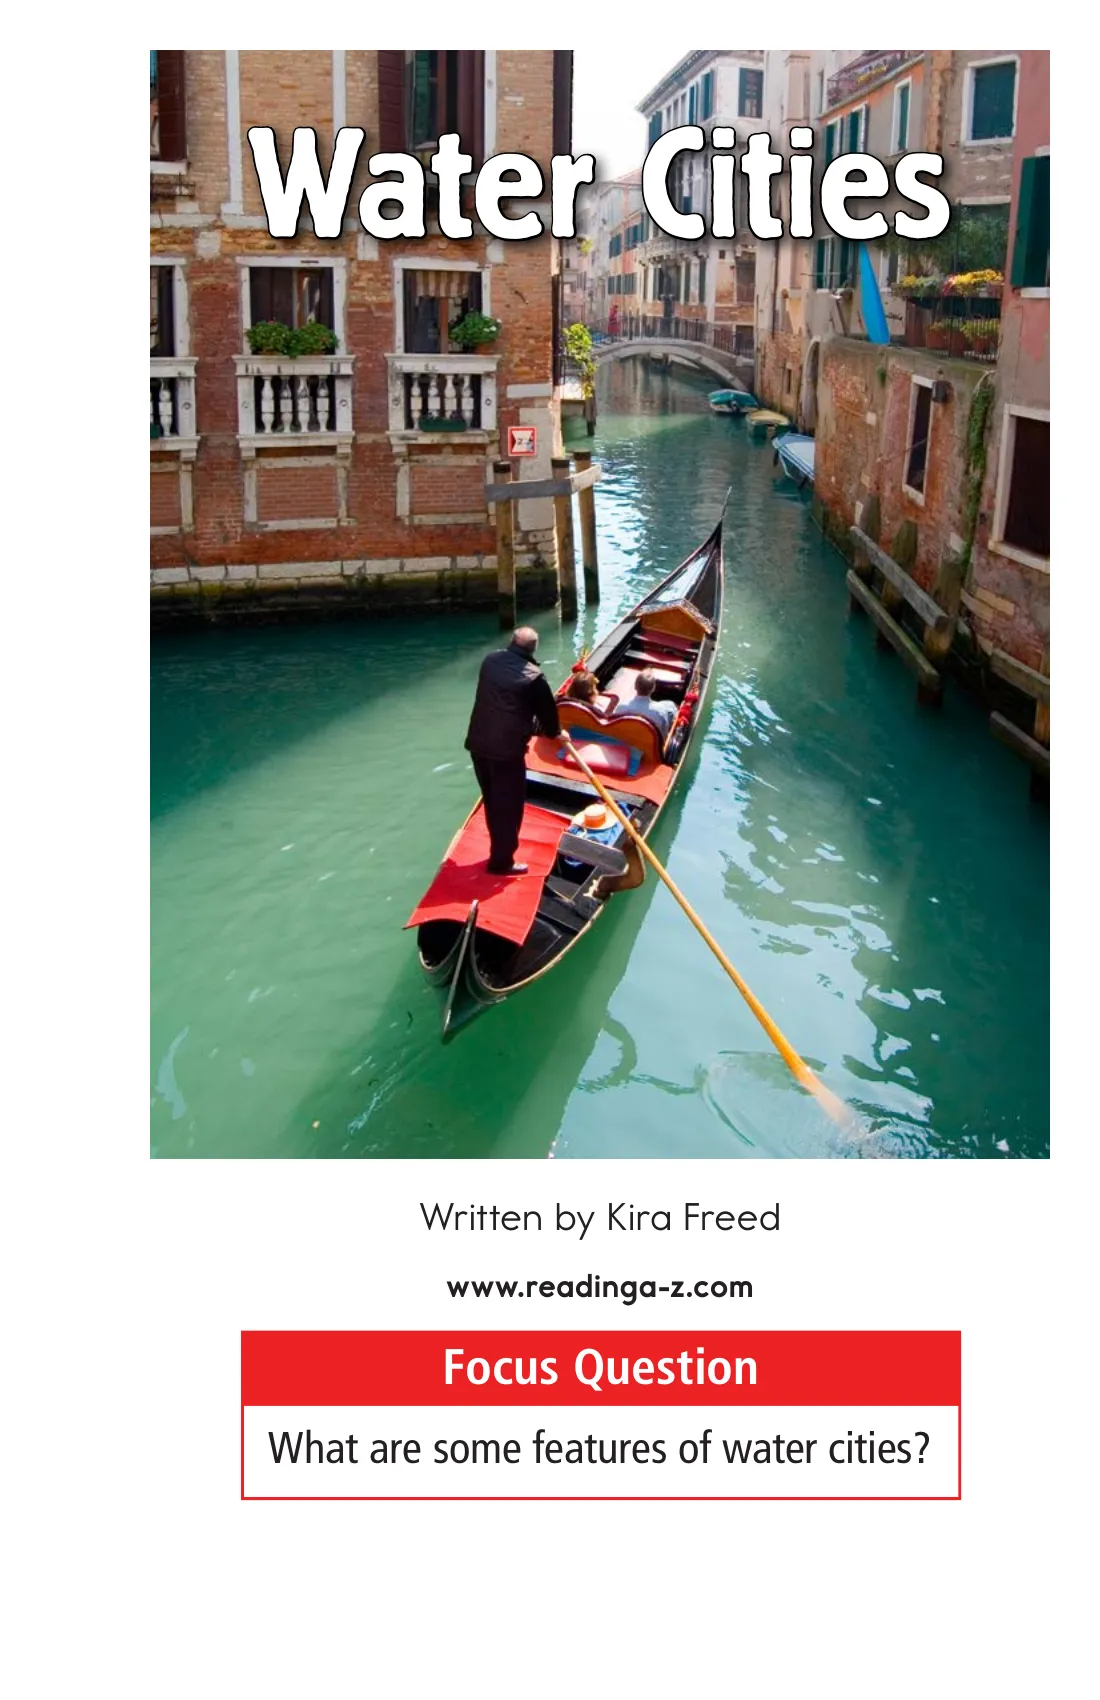 Water Cities
Written by Kira Freed
www.readinga-z.com
Focus Question
What are some features of water cities?